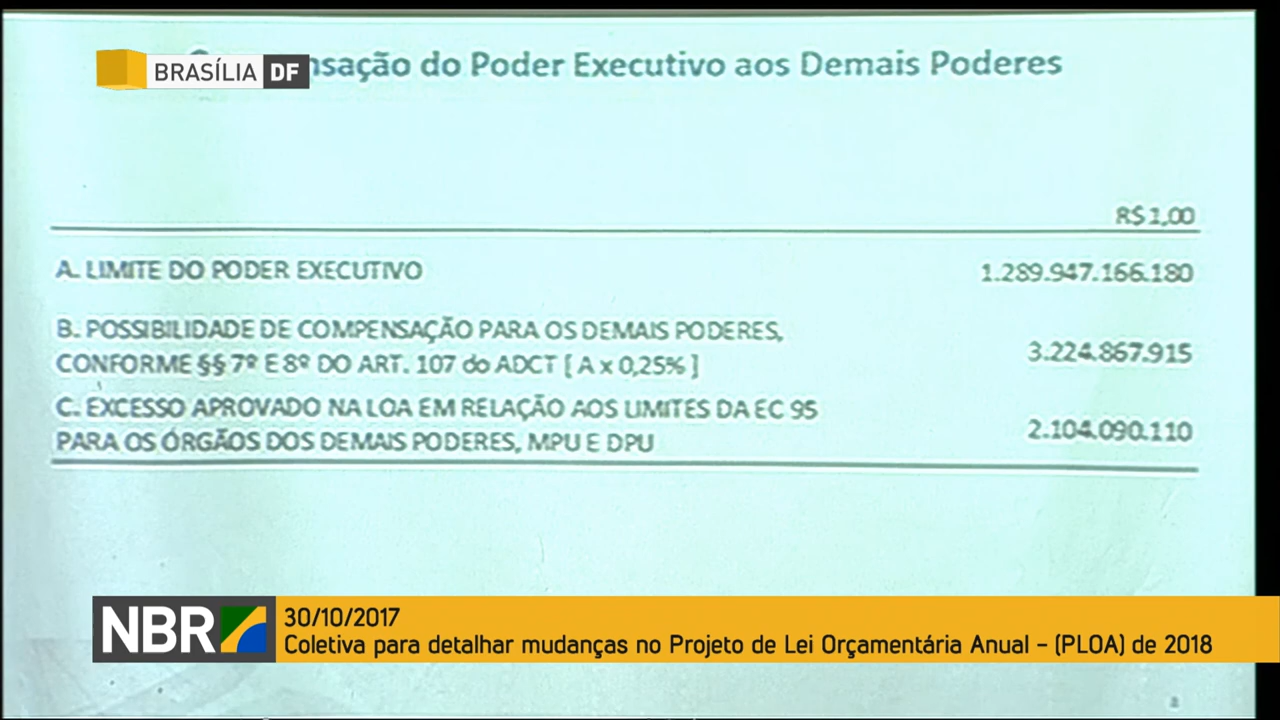 BRASÍLIA DF
nsação do Poder Executivo aos Demais Poderes
R$ 1,00
A. LIMITE DO PODER EXECUTIVO 1.289.947.166.180
B. POSSIBILIDADE DE COMPENSAÇÃO PARA OS DEMAIS PODERES,
CONFORME §§ 7º E 8º DO ART. 107 do ADCT [ A x 0,25% ] 3.224.867.915
C. EXCESSO APROVADO NA LOA EM RELAÇÃO AOS LIMITES DA EC 95
PARA OS ÓRGÃOS DOS DEMAIS PODERES, MPU E DPU 2.104.090.110
NBR
30/10/2017
Coletiva para detalhar mudanças no Projeto de Lei Orçamentária Anual – (PLOA) de 2018